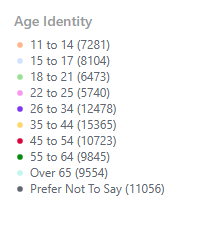 Age Identity
11 to 14 (7281)
15 to 17 (8104)
18 to 21 (6473)
22 to 25 (5740)
26 to 34 (12478)
35 to 44 (15365)
45 to 54 (10723)
55 to 64 (9845)
Over 65 (9554)
Prefer Not To Say (11056)